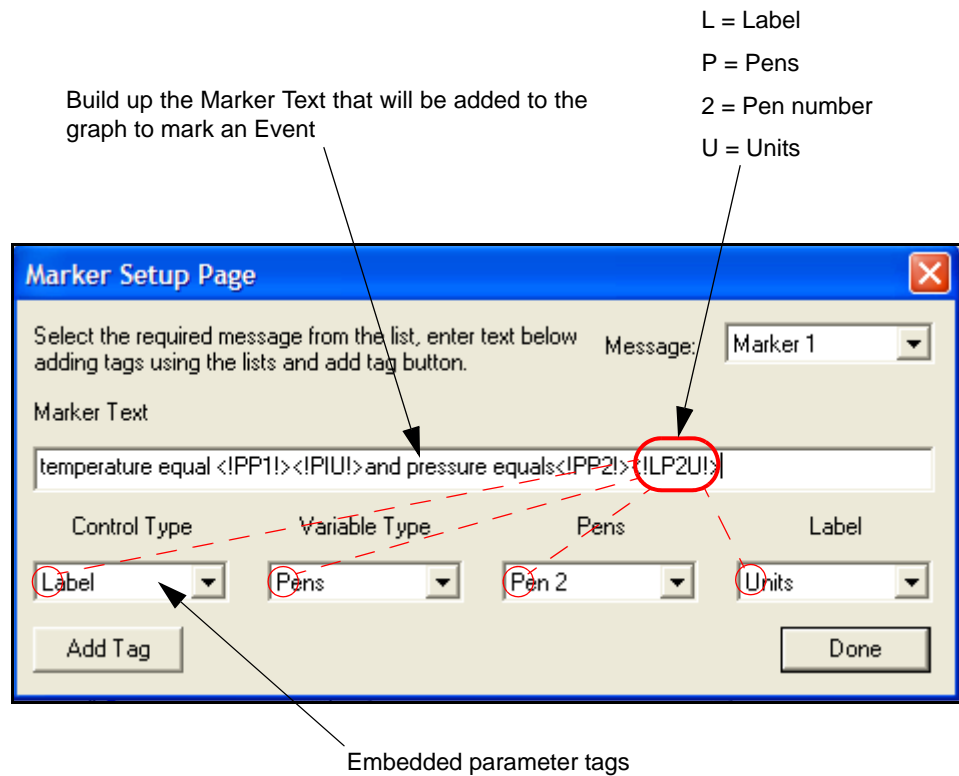 L = Label
P = Pens
2 = Pen number
U = Units
Build up the Marker Text that will be added to the
graph to mark an Event
Marker Setup Page
Select the required message from the list, enter text below
adding tags using the lists and add tag button.
Message:
Marker 1
Marker Text
temperature equal <!PP1!><!PIU!>and pressure equals<!PP2!><!LP2U!>
Control Type
Variable Type
Pens
Label
Label
Pens
Pen 2
Units
Add Tag
Done
Embedded parameter tags